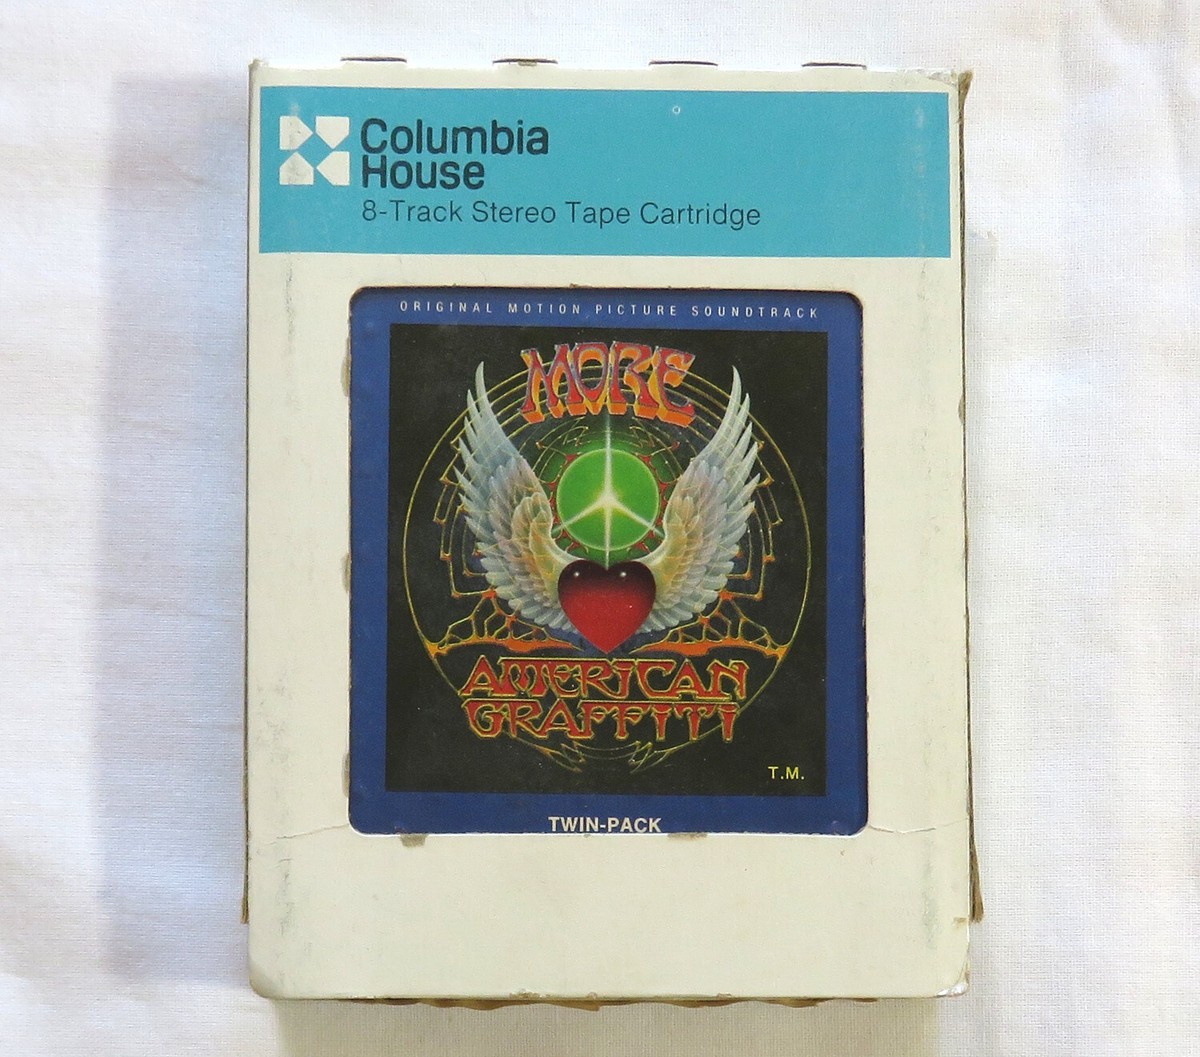 Columbia
House
8-Track Stereo Tape Cartridge
ORIGINAL MOTION PICTURE SOUNDTRACK
MORE
AMERICAN
GRAFFITI
T.M.
TWIN-PACK